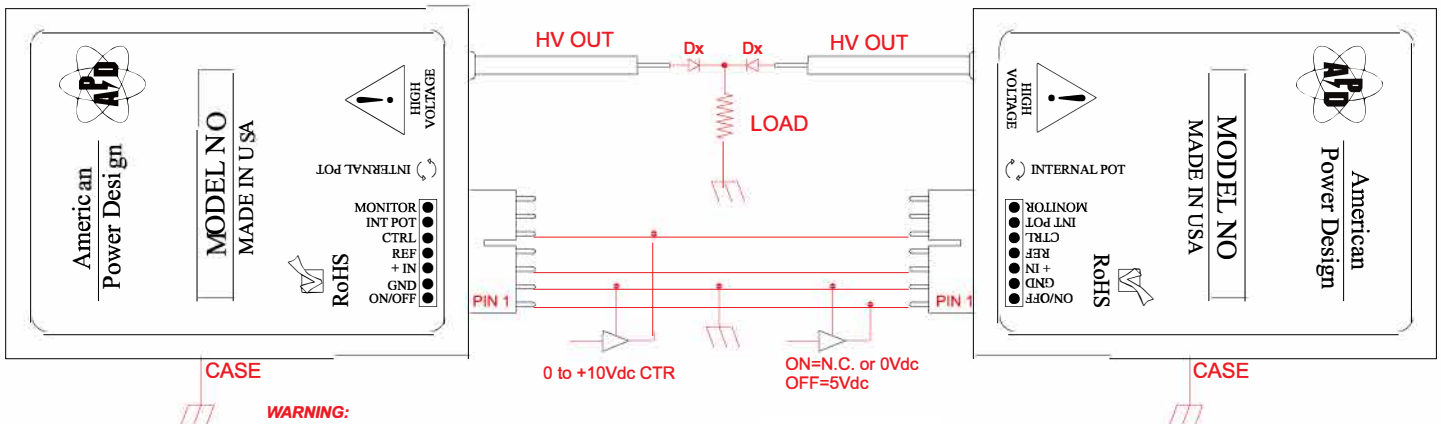 APD
American
Power Design
MODEL NO
MADE IN USA
HIGH
VOLTAGE
INTERNAL POT
MONITOR
INT POT
CTRL
REF
+ IN
GND
ON/OFF
RoHS
PIN 1
CASE
HV OUT
Dx
Dx
HV OUT
LOAD
0 to +10Vdc CTR
ON=N.C. or 0Vdc
OFF=5Vdc
WARNING:
HIGH
VOLTAGE
INTERNAL POT
MONITOR
INT POT
CTRL
REF
+ IN
GND
ON/OFF
RoHS
PIN 1
MODEL NO
MADE IN USA
APD
American
Power Design
CASE